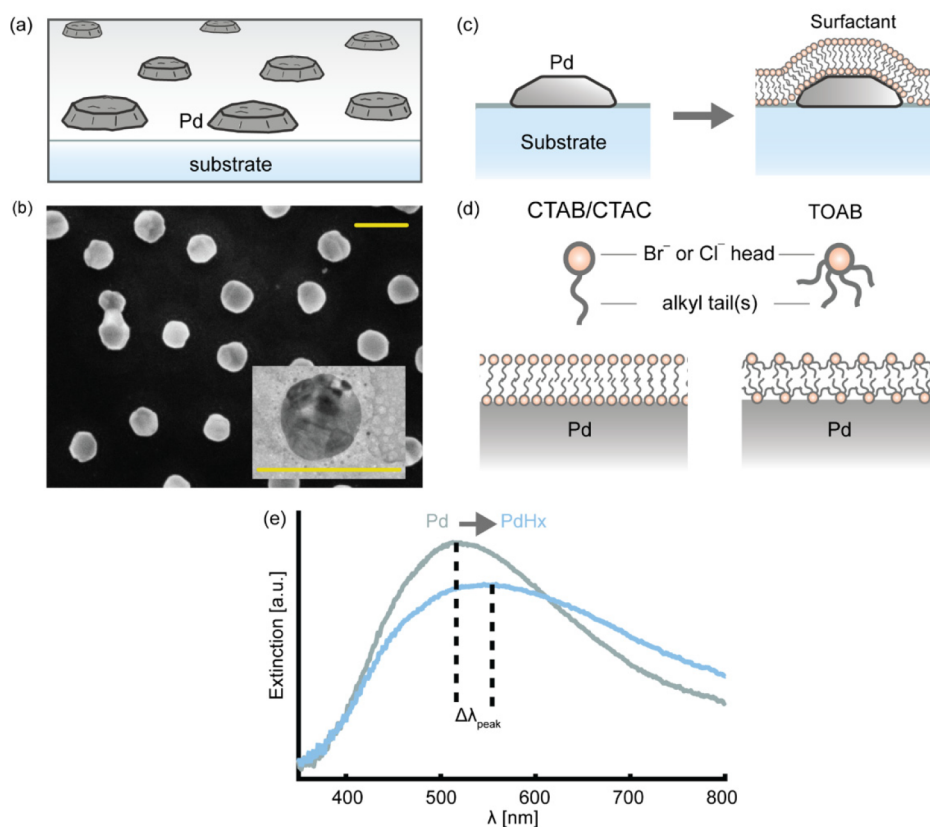 (a)
Pd
substrate
(b)
(c)
Pd
Substrate
Surfactant
(d)
CTAB/CTAC
TOAB
Br⁻ or Cl⁻ head
alkyl tail(s)
Pd
Pd
(e)
Pd
PdHx
Extinction [a.u.]
Δλpeak
400
500
600
700
800
λ [nm]